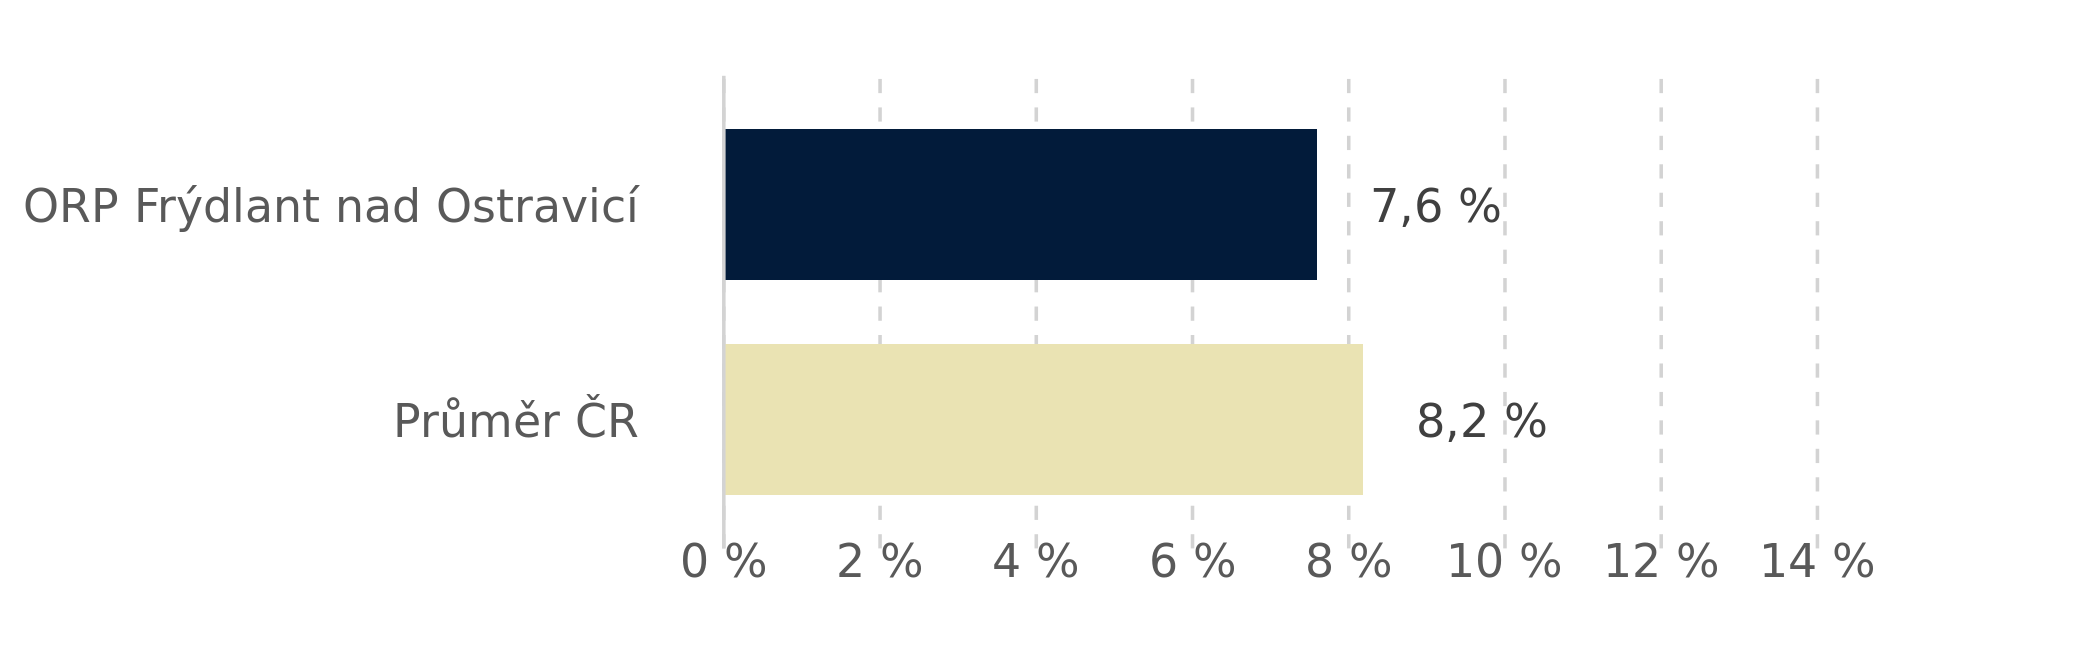 ORP Frýdlant nad Ostravicí
7,6 %
Průměr ČR
8,2 %
0 % 2 % 4 % 6 % 8 % 10 % 12 % 14 %